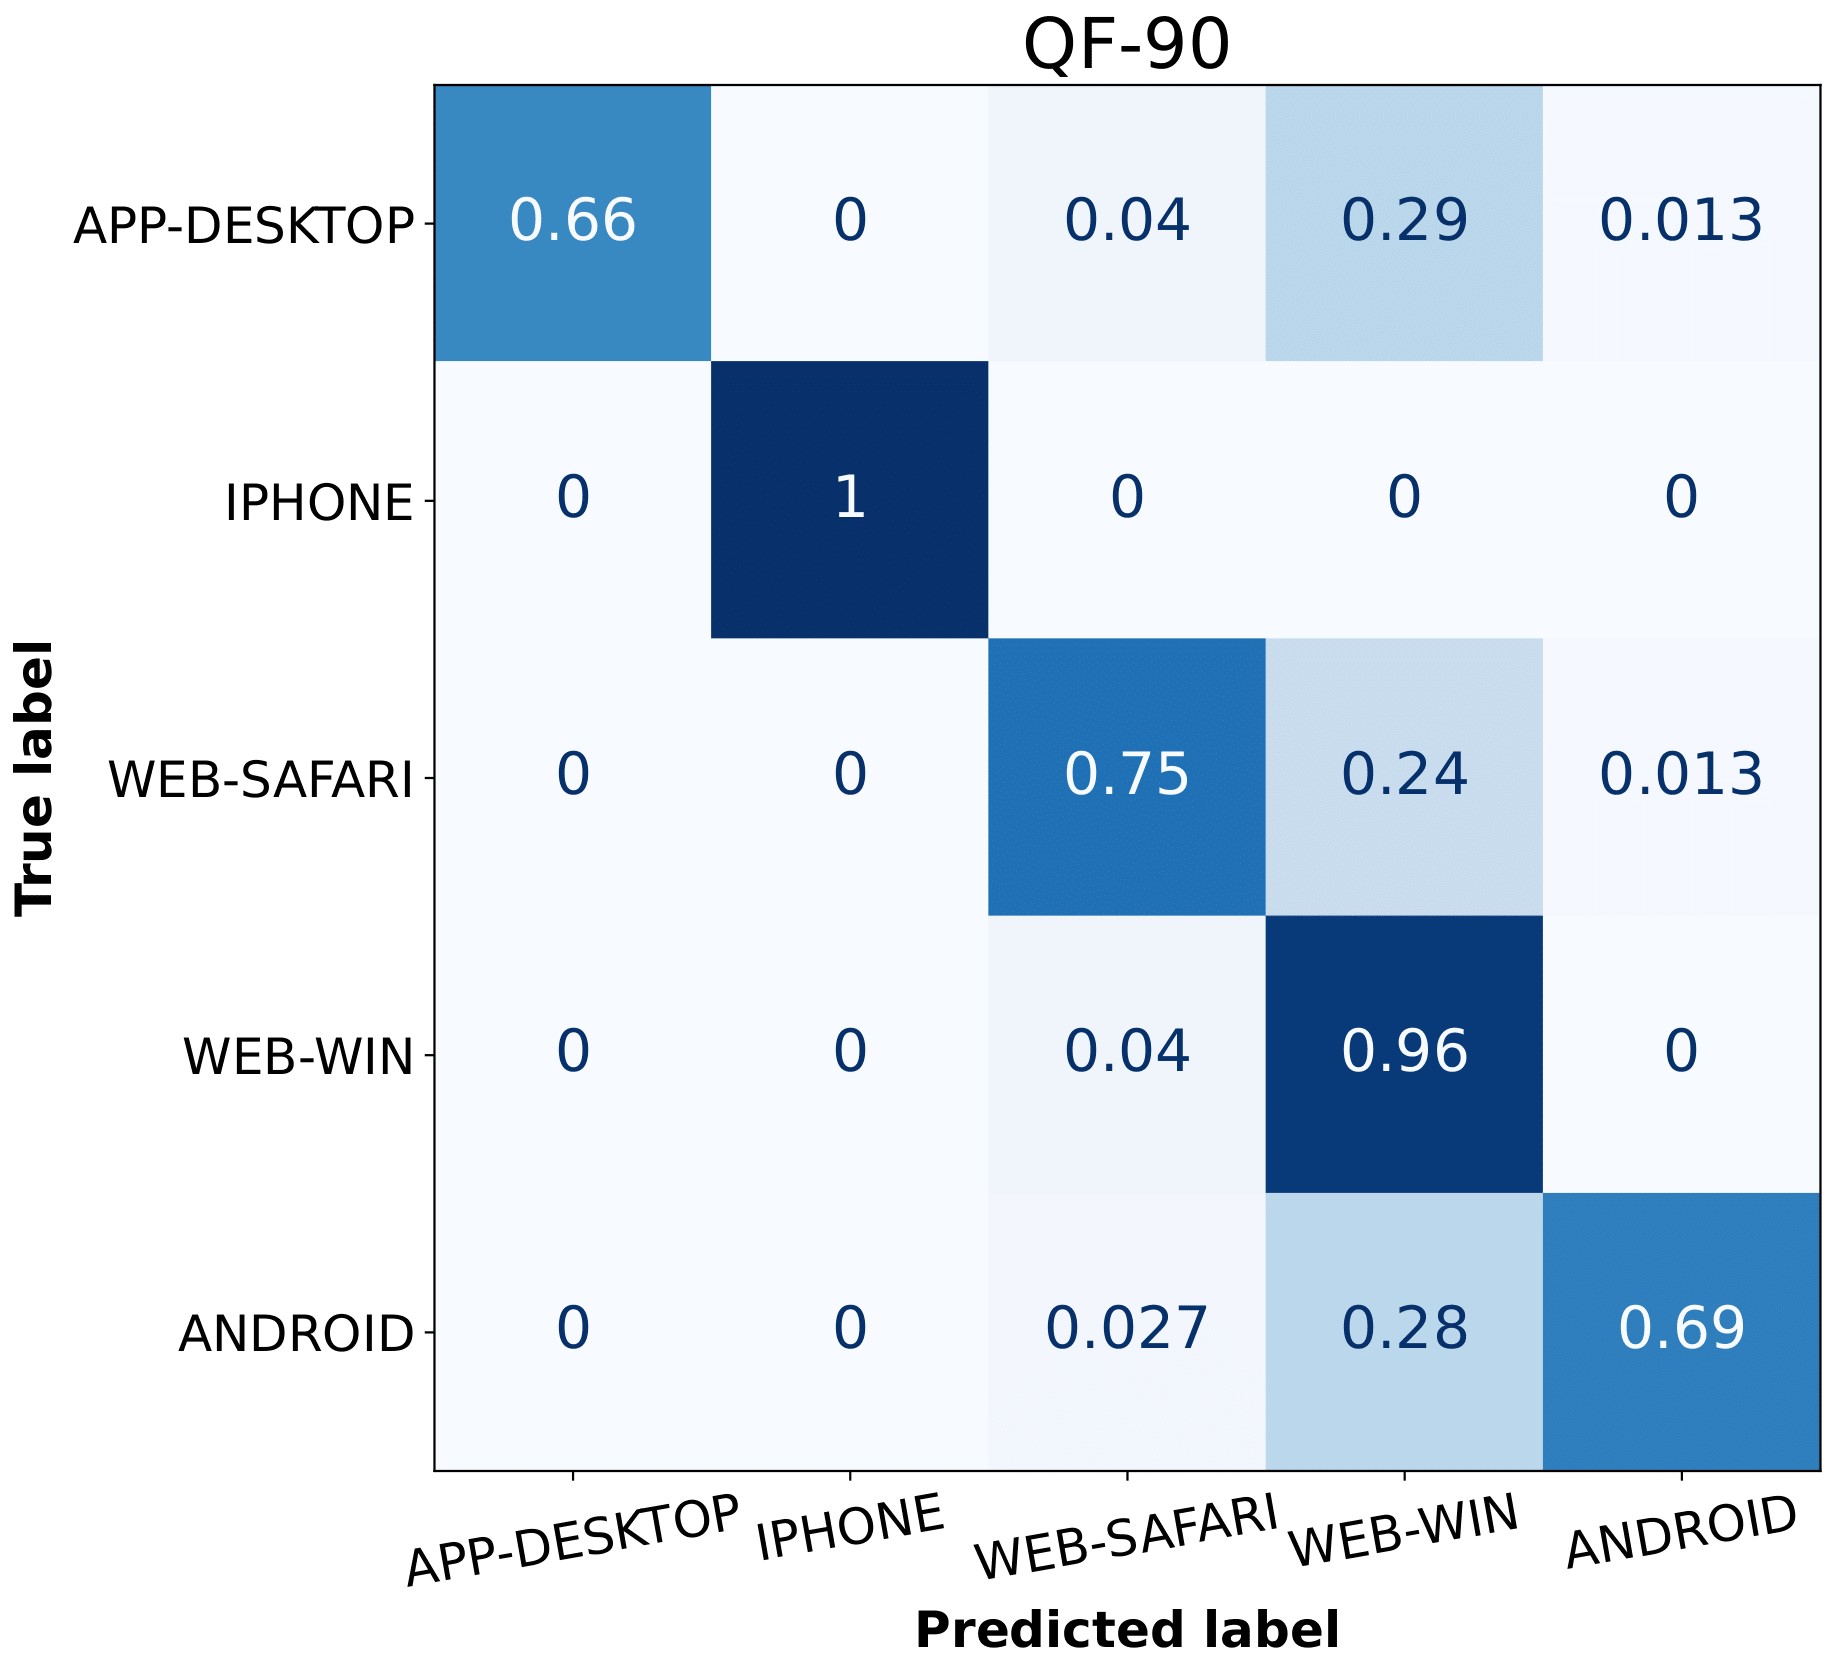 QF-90
APP-DESKTOP 0.66 0 0.04 0.29 0.013
IPHONE 0 1 0 0 0
WEB-SAFARI 0 0 0.75 0.24 0.013
WEB-WIN 0 0 0.04 0.96 0
ANDROID 0 0 0.027 0.28 0.69
True label
APP-DESKTOP IPHONE WEB-SAFARI WEB-WIN ANDROID
Predicted label